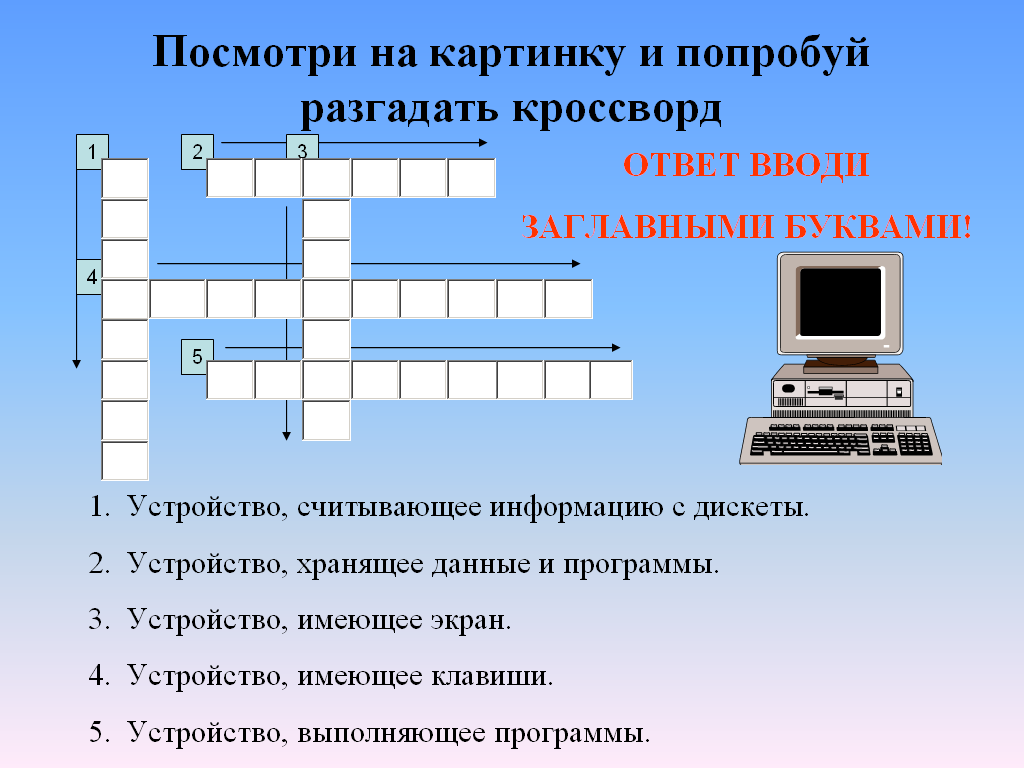 Посмотри на картинку и попробуй
разгадать кроссворд
1
2
3
ОТВЕТ ВВОДИ
ЗАГЛАВНЫМИ БУКВАМИ!
4
5
1. Устройство, считывающее информацию с дискеты.
2. Устройство, хранящее данные и программы.
3. Устройство, имеющее экран.
4. Устройство, имеющее клавиши.
5. Устройство, выполняющее программы.